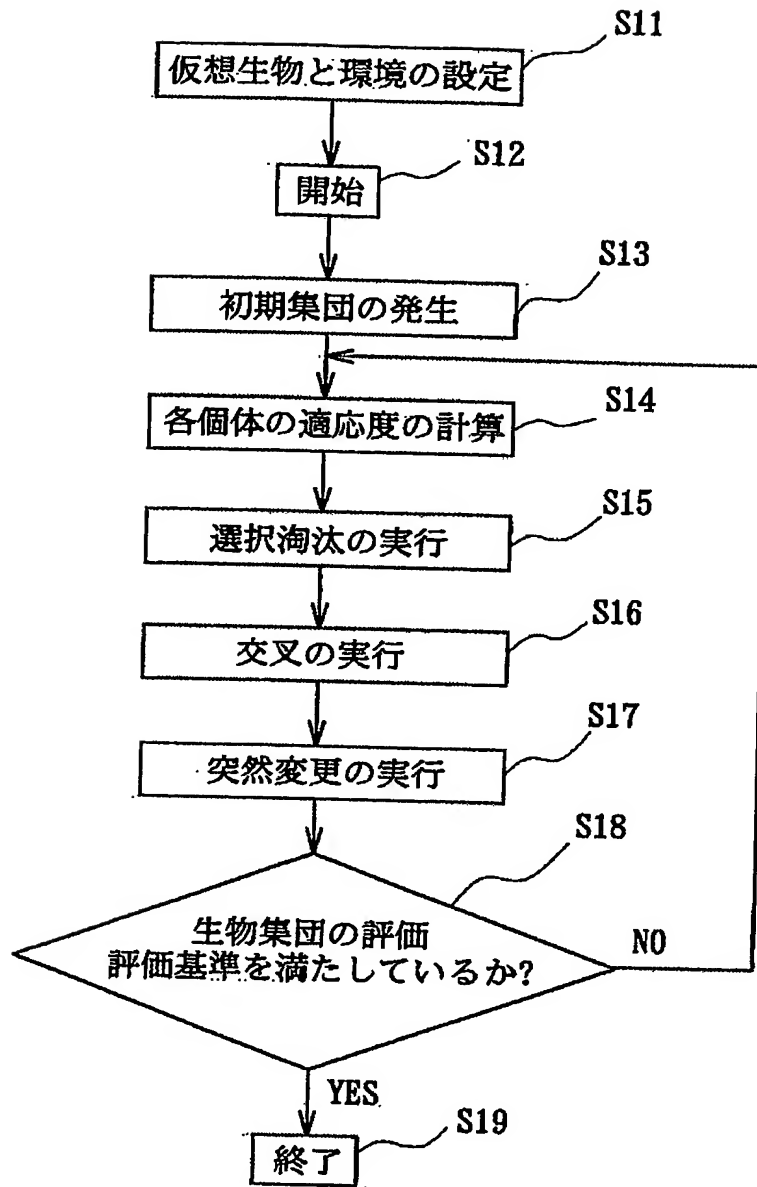 S11
仮想生物と環境の設定
S12
開始
S13
初期集団の発生
S14
各個体の適応度の計算
S15
選択淘汰の実行
S16
交叉の実行
S17
突然変更の実行
S18
生物集団の評価
評価基準を満たしているか?
NO
YES
S19
終了